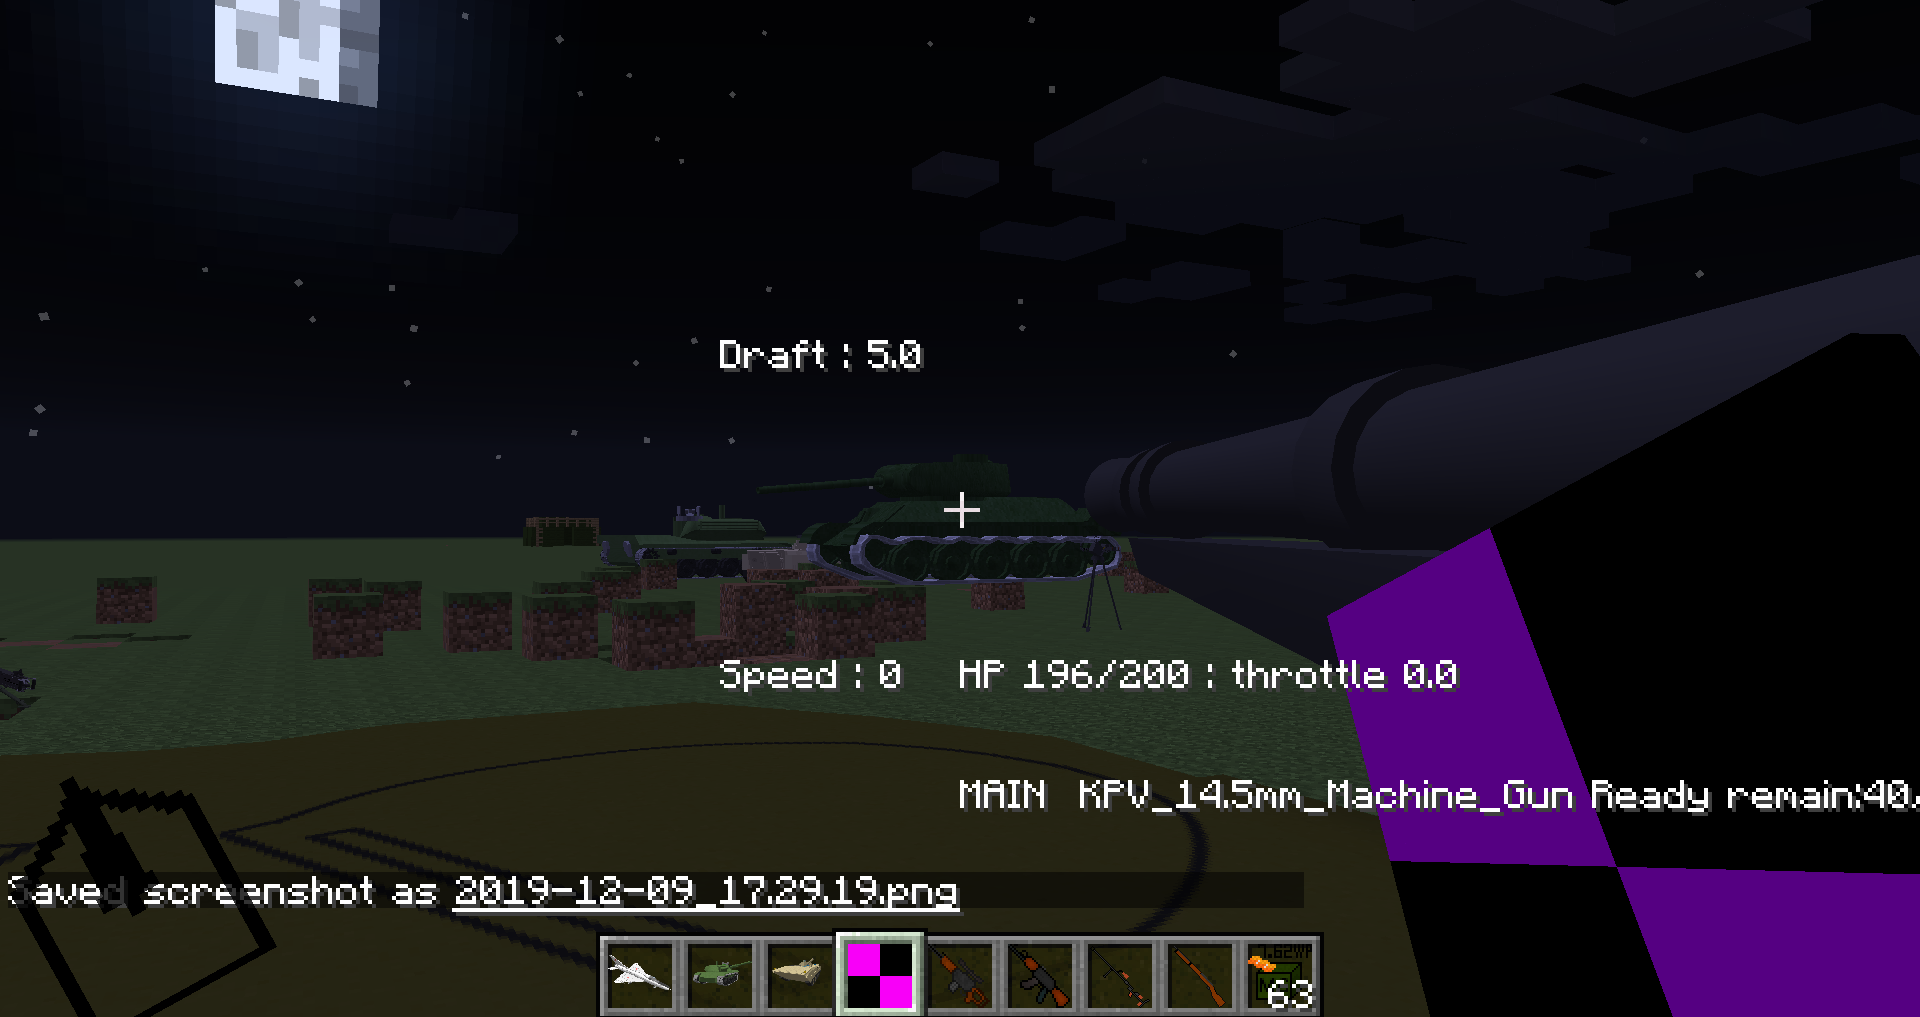 Draft : 5.0
Speed : 0 HP 196/200 : throttle 0.0
MAIN KPV_14.5mm_Machine_Gun Ready remain:40
Saved screenshot as 2019-12-09_17.29.19.png
63